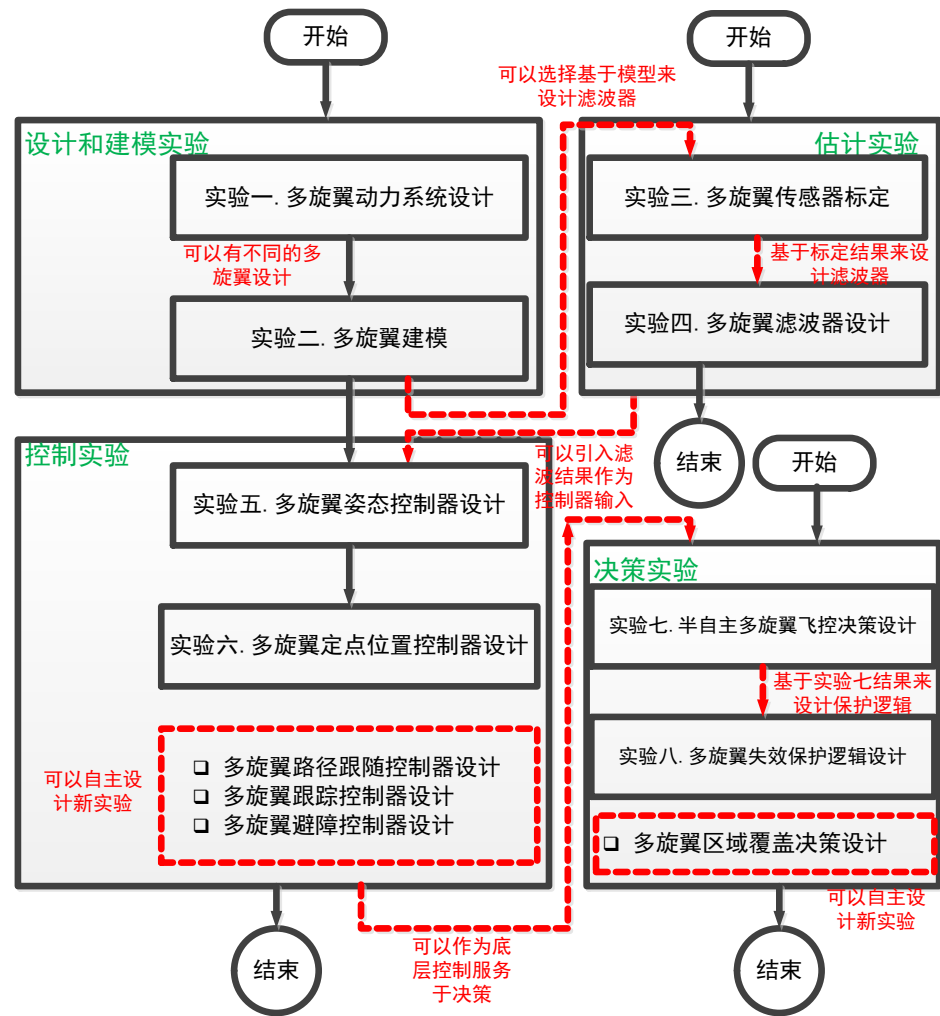 开始
开始
可以选择基于模型来
设计滤波器
设计和建模实验
估计实验
实验一. 多旋翼动力系统设计
实验三. 多旋翼传感器标定
可以有不同的多
旋翼设计
基于标定结果来设
计滤波器
实验二. 多旋翼建模
实验四. 多旋翼滤波器设计
控制实验
可以引入滤
波结果作为
控制器输入
结束
开始
实验五. 多旋翼姿态控制器设计
决策实验
实验六. 多旋翼定点位置控制器设计
实验七. 半自主多旋翼飞控决策设计
基于实验七结果来
设计保护逻辑
可以自主设
计新实验
❑ 多旋翼路径跟随控制器设计
❑ 多旋翼跟踪控制器设计
❑ 多旋翼避障控制器设计
实验八. 多旋翼失效保护逻辑设计
❑ 多旋翼区域覆盖决策设计
可以自主设
计新实验
可以作为底
层控制服务
于决策
结束
结束